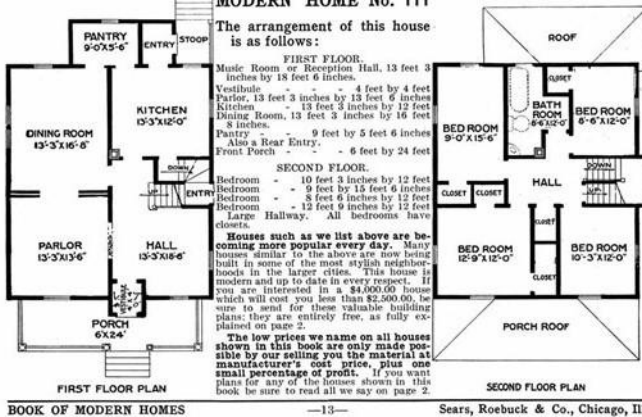 MODERN HOME No. 111
The arrangement of this house
is as follows:
FIRST FLOOR.
Music Room or Reception Hall, 13 feet 3
inches by 18 feet 6 inches.
Vestibule - - - 4 feet by 4 feet
Parlor, 13 feet 3 inches by 13 feet 6 inches
Kitchen - 13 feet 3 inches by 12 feet
Dining Room, 13 feet 3 inches by 16 feet
8 inches.
Pantry - - 9 feet by 5 feet 6 inches
Also a Rear Entry.
Front Porch - - - 6 feet by 24 feet
SECOND FLOOR.
Bedroom - 10 feet 3 inches by 12 feet
Bedroom - 9 feet by 15 feet 6 inches
Bedroom - 8 feet 6 inches by 12 feet
Bedroom - 12 feet 9 inches by 12 feet
Large Hallway. All bedrooms have
closets.
Houses such as we list above are be-
coming more popular every day. Many
houses similar to the above are now being
built in some of the most stylish neighbor-
hoods in the larger cities. This house is
modern and up to date in every respect. If
you are interested in a $4,000.00 house
which will cost you less than $2,500.00, be
sure to send for these valuable building
plans; they are entirely free, as fully ex-
plained on page 2.
The low prices we name on all houses
shown in this book are only made pos-
sible by our selling you the material at
manufacturer's cost price, plus one
small percentage of profit. If you want
plans for any of the houses shown in this
book be sure to read all we say on page 2.
PANTRY
9'-0"X5'-6"
ENTRY
STOOP
KITCHEN
13'-3"X12'-0"
DINING ROOM
13'-3"X16'-8"
DOWN
UP
ENTRY
PARLOR
13'-3"X13'-6"
HALL
13'-3"X18'-6"
VESTIBULE
PORCH
6'X24'
FIRST FLOOR PLAN
ROOF
CLOSET
BATH
ROOM
8'-6"X12'-0"
BED ROOM
8'-6"X12'-0"
BED ROOM
9'-0"X15'-6"
DOWN
UP
HALL
CLOSET
CLOSET
CLOSET
BED ROOM
12'-9"X12'-0"
CLOSET
BED ROOM
10'-3"X12'-0"
PORCH ROOF
SECOND FLOOR PLAN
BOOK OF MODERN HOMES
—13—
Sears, Roebuck & Co., Chicago, Ill